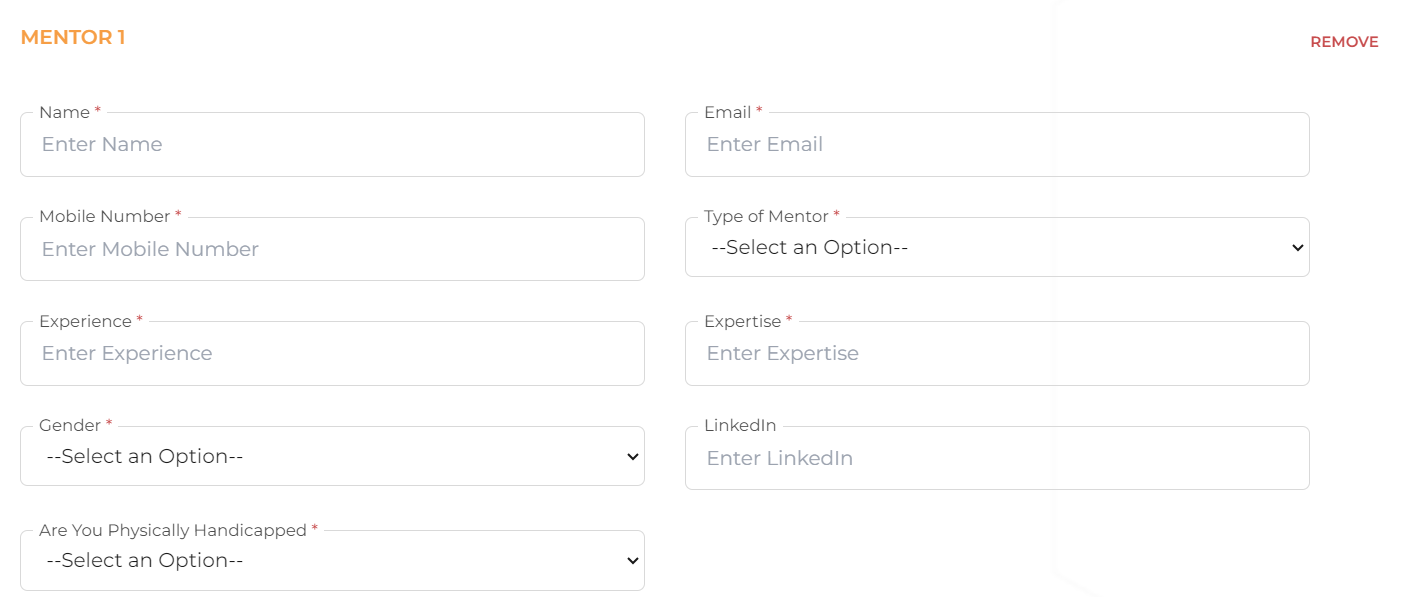 MENTOR 1
REMOVE
Name *
Enter Name
Email *
Enter Email
Mobile Number *
Enter Mobile Number
Type of Mentor *
--Select an Option--
Experience *
Enter Experience
Expertise *
Enter Expertise
Gender *
--Select an Option--
LinkedIn
Enter LinkedIn
Are You Physically Handicapped *
--Select an Option--